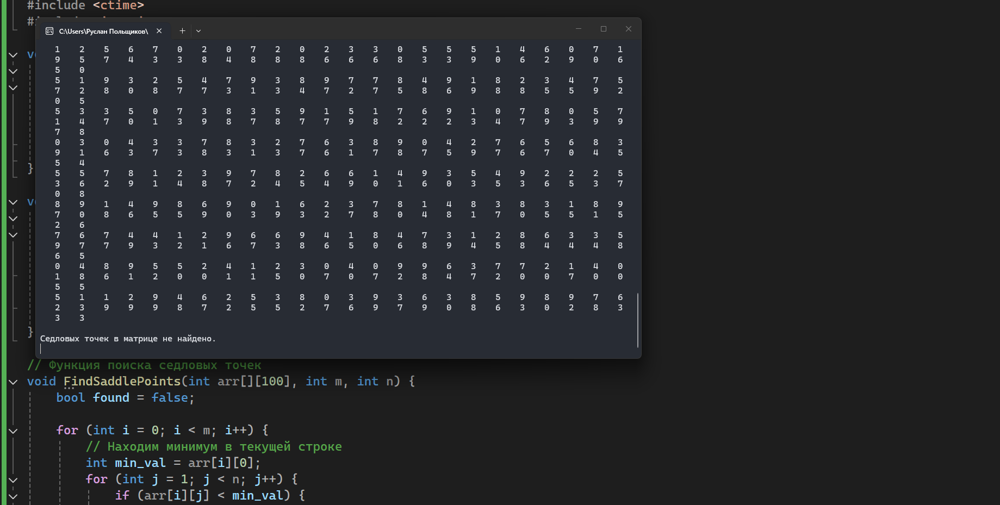 #include <ctime>
C:\Users\Руслан Польщиков\
1 2 5 6 7 0 2 0 7 2 0 2 3 3 0 5 5 5 1 4 6 0 7 1
9 5 7 4 3 3 8 4 8 8 8 6 6 6 8 3 3 9 0 6 2 9 0 6
5 0
5 1 9 3 2 5 4 7 9 3 8 9 7 7 8 4 9 1 8 2 3 4 7 5
7 2 8 0 8 7 7 3 1 3 4 7 2 7 5 8 6 9 8 8 5 5 9 2
0 5
5 3 3 5 0 7 3 8 3 5 9 1 5 1 7 6 9 1 0 7 8 0 5 7
1 4 7 0 1 3 9 8 7 8 7 7 9 8 2 2 2 3 4 7 9 3 9 9
7 8
0 3 0 4 3 3 7 8 3 2 7 6 3 8 9 0 4 2 7 6 5 6 8 3
9 1 6 3 7 3 8 3 1 3 7 6 1 7 8 7 5 9 7 6 7 0 4 5
5 4
5 5 7 8 1 2 3 9 7 8 2 6 6 1 4 9 3 5 4 9 2 2 2 5
3 6 2 9 1 4 8 7 2 4 5 4 9 0 1 6 0 3 5 3 6 5 3 7
0 8
8 9 1 4 9 8 6 9 0 1 6 2 3 7 8 1 4 8 3 8 3 1 8 9
7 0 8 6 5 5 9 0 3 9 3 2 7 8 0 4 8 1 7 0 5 5 1 5
2 6
7 6 7 4 4 1 2 9 6 6 9 4 1 8 4 7 3 1 2 8 6 3 3 5
9 7 7 9 3 2 1 6 7 3 8 6 5 0 6 8 9 4 5 8 4 4 4 8
6 5
0 4 8 9 5 5 2 4 1 2 3 0 4 0 9 9 6 3 7 7 2 1 4 0
1 8 6 1 2 0 0 1 1 5 0 7 0 7 2 8 4 7 2 0 0 7 0 0
5 5
5 1 1 2 9 4 6 2 5 3 8 0 3 9 3 6 3 8 5 9 8 9 7 6
2 3 9 9 9 8 7 2 5 5 2 7 6 9 7 9 0 8 6 3 0 2 8 3
3 3
Седловых точек в матрице не найдено.
}
}
// Функция поиска седловых точек
void FindSaddlePoints(int arr[][100], int m, int n) {
bool found = false;
for (int i = 0; i < m; i++) {
// Находим минимум в текущей строке
int min_val = arr[i][0];
for (int j = 1; j < n; j++) {
if (arr[i][j] < min_val) {